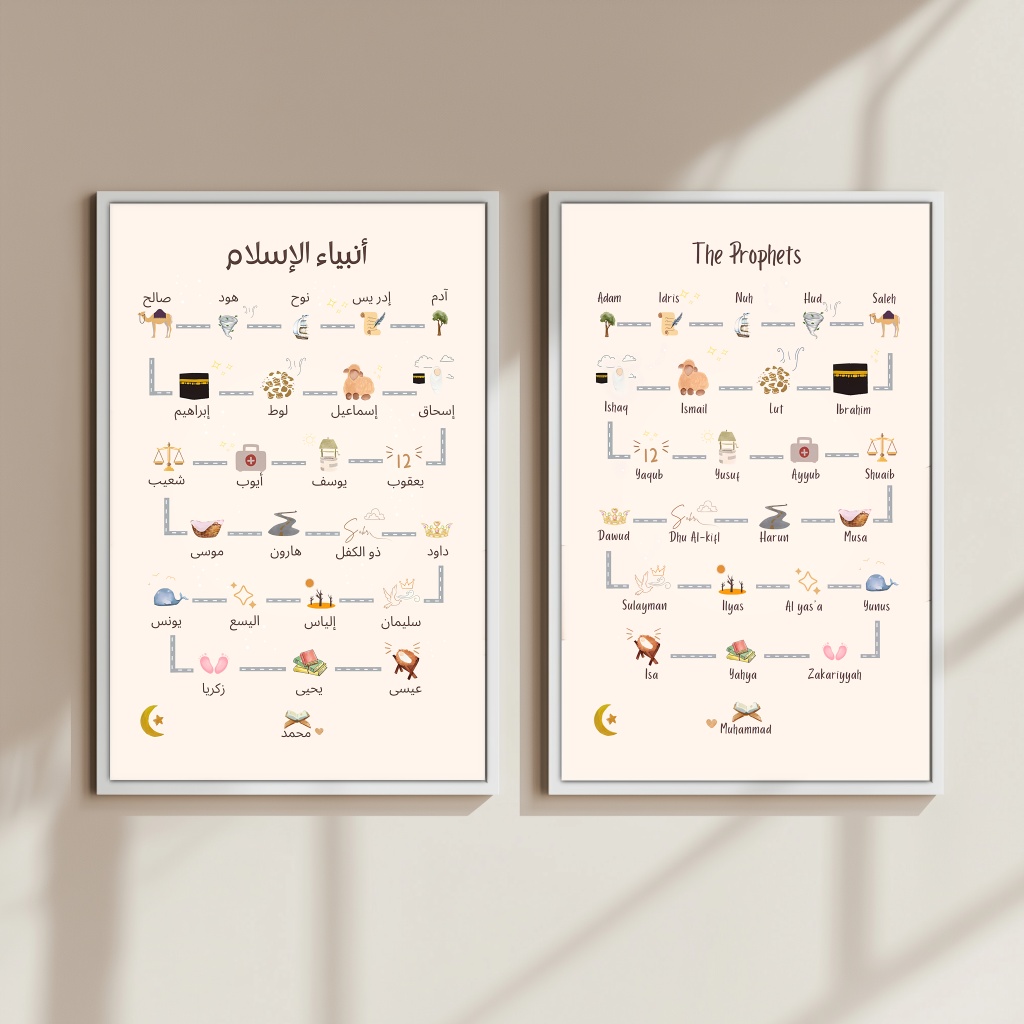 أنبياء الإسلام
آدم إدريس نوح هود صالح
إسحاق إسماعيل لوط إبراهيم
12
يعقوب يوسف أيوب شعيب
داود ذو الكفل هارون موسى
سليمان إلياس اليسع يونس
عيسى يحيى زكريا
محمد
The Prophets
Adam Idris Nuh Hud Saleh
Ishaq Ismail Lut Ibrahim
12
Yaqub Yusuf Ayyub Shuaib
Dawud Dhu Al-kifl Harun Musa
Sulayman Ilyas Al yas`a Yunus
Isa Yahya Zakariyyah
Muhammad